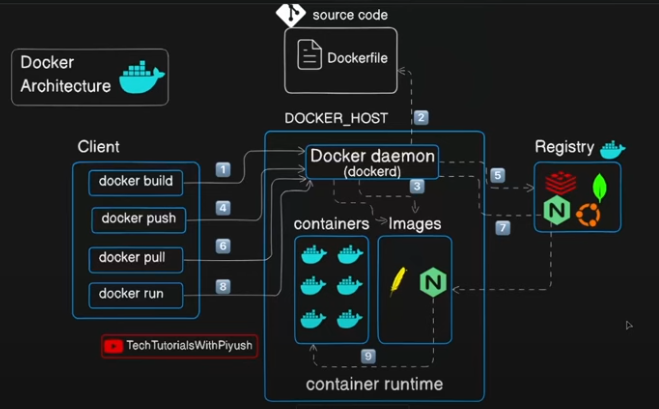 source code
Docker
Architecture
Dockerfile
DOCKER_HOST
2
Client
Registry
1
Docker daemon
(dockerd)
docker build
3
5
4
docker push
containers
Images
N
7
6
docker pull
N
8
docker run
TechTutorialsWithPiyush
9
container runtime